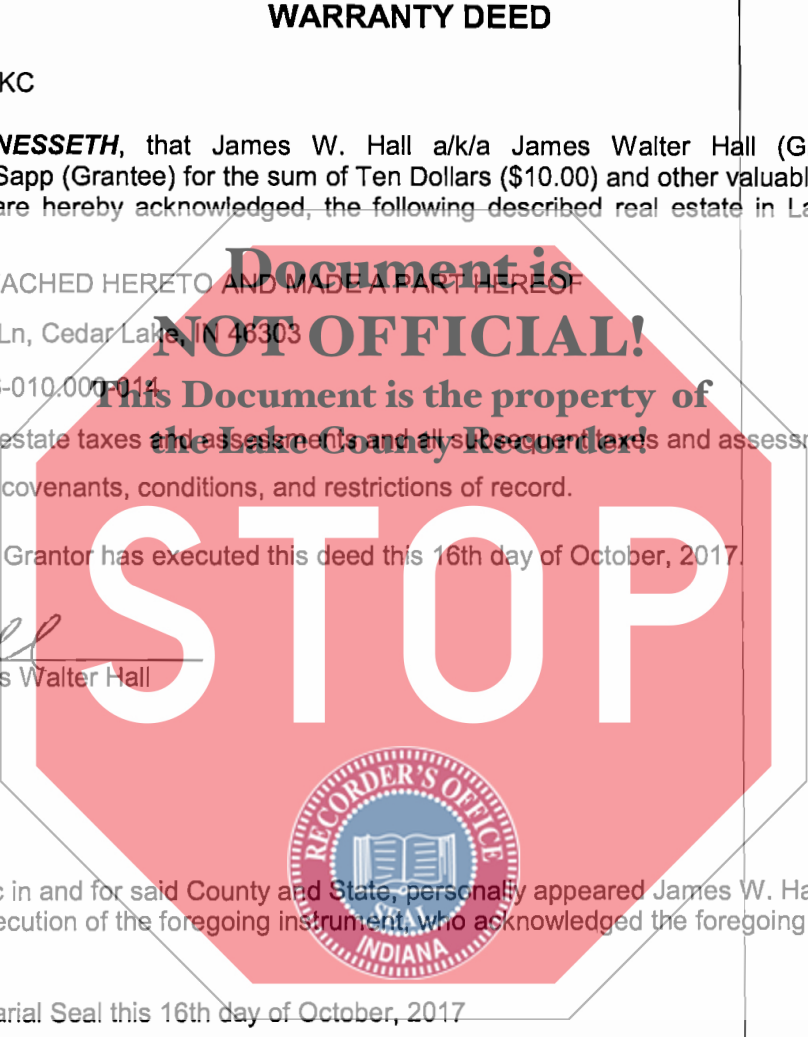 WARRANTY DEED
KC
NESSETH, that James W. Hall a/k/a James Walter Hall (G
Sapp (Grantee) for the sum of Ten Dollars ($10.00) and other valuabl
are hereby acknowledged, the following described real estate in La
Document is
ACHED HERETO AND MADE A PART HEREOF
Ln, Cedar Lake, IN 46303
NOT OFFICIAL!
-010.000-014
This Document is the property of
estate taxes and assessments and all subsequent taxes and assessm
the Lake County Recorder!
covenants, conditions, and restrictions of record.
Grantor has executed this deed this 16th day of October, 2017.
STOP
s Walter Hall
RECORDER'S OFFICE
c in and for said County and State, personally appeared James W. Ha
SEAL
ecution of the foregoing instrument, who acknowledged the foregoing
INDIANA
arial Seal this 16th day of October, 2017